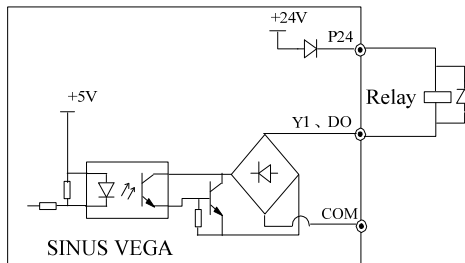 +24V
P24
+5V
Relay
Y1、DO
COM
SINUS VEGA